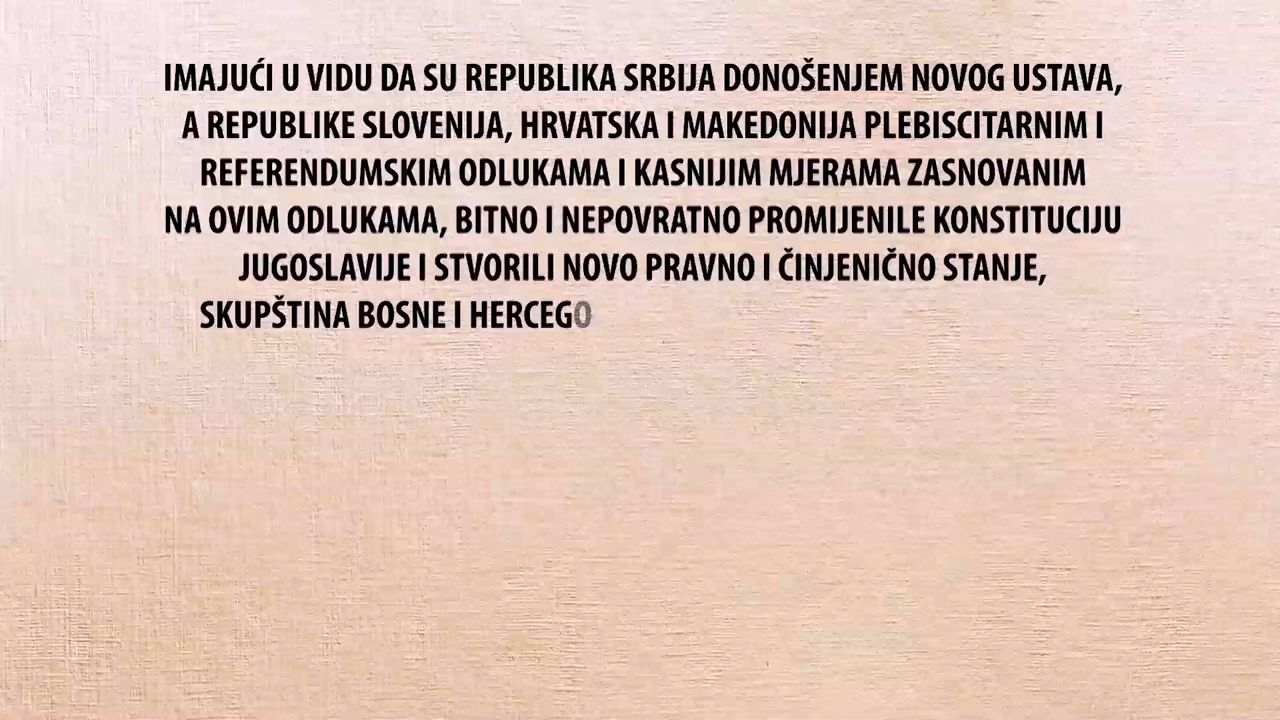 IMAJUĆI U VIDU DA SU REPUBLIKA SRBIJA DONOŠENJEM NOVOG USTAVA,
A REPUBLIKE SLOVENIJA, HRVATSKA I MAKEDONIJA PLEBISCITARNIM I
REFERENDUMSKIM ODLUKAMA I KASNIJIM MJERAMA ZASNOVANIM
NA OVIM ODLUKAMA, BITNO I NEPOVRATNO PROMIJENILE KONSTITUCIJU
JUGOSLAVIJE I STVORILI NOVO PRAVNO I ČINJENIČNO STANJE,
SKUPŠTINA BOSNE I HERCEGO